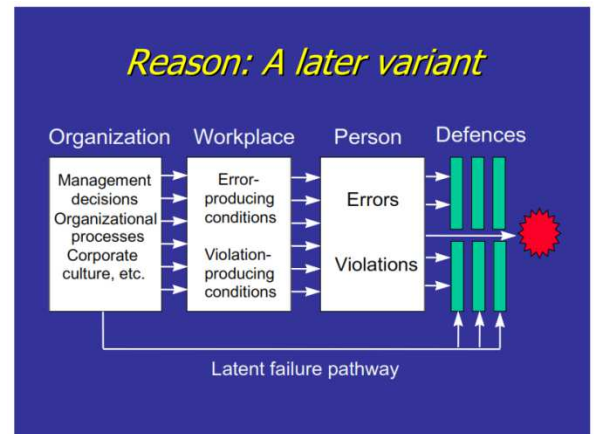 Reason: A later variant
Organization Workplace Person Defences
Management
decisions
Organizational
processes
Corporate
culture, etc.
Error-
producing
conditions
Violation-
producing
conditions
Errors
Violations
Latent failure pathway